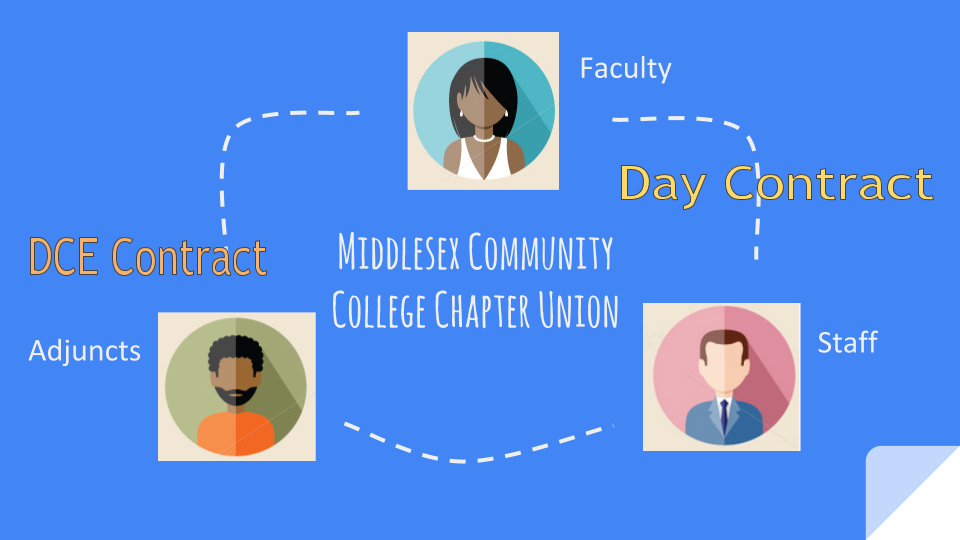 Faculty
Day Contract
DCE Contract
Middlesex Community
College Chapter Union
Adjuncts
Staff